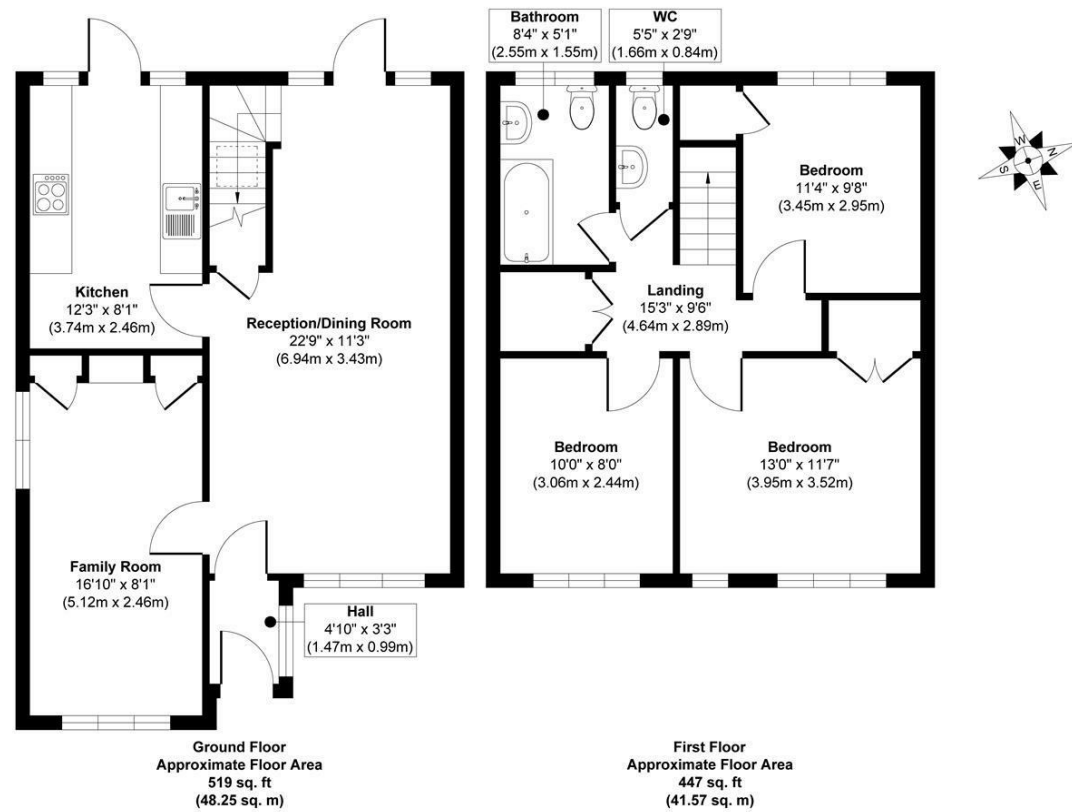 Bathroom
8'4" x 5'1"
(2.55m x 1.55m)
WC
5'5" x 2'9"
(1.66m x 0.84m)
W
N
S
E
Bedroom
11'4" x 9'8"
(3.45m x 2.95m)
Kitchen
12'3" x 8'1"
(3.74m x 2.46m)
Reception/Dining Room
22'9" x 11'3"
(6.94m x 3.43m)
Landing
15'3" x 9'6"
(4.64m x 2.89m)
Bedroom
10'0" x 8'0"
(3.06m x 2.44m)
Bedroom
13'0" x 11'7"
(3.95m x 3.52m)
Family Room
16'10" x 8'1"
(5.12m x 2.46m)
Hall
4'10" x 3'3"
(1.47m x 0.99m)
Ground Floor
Approximate Floor Area
519 sq. ft
(48.25 sq. m)
First Floor
Approximate Floor Area
447 sq. ft
(41.57 sq. m)